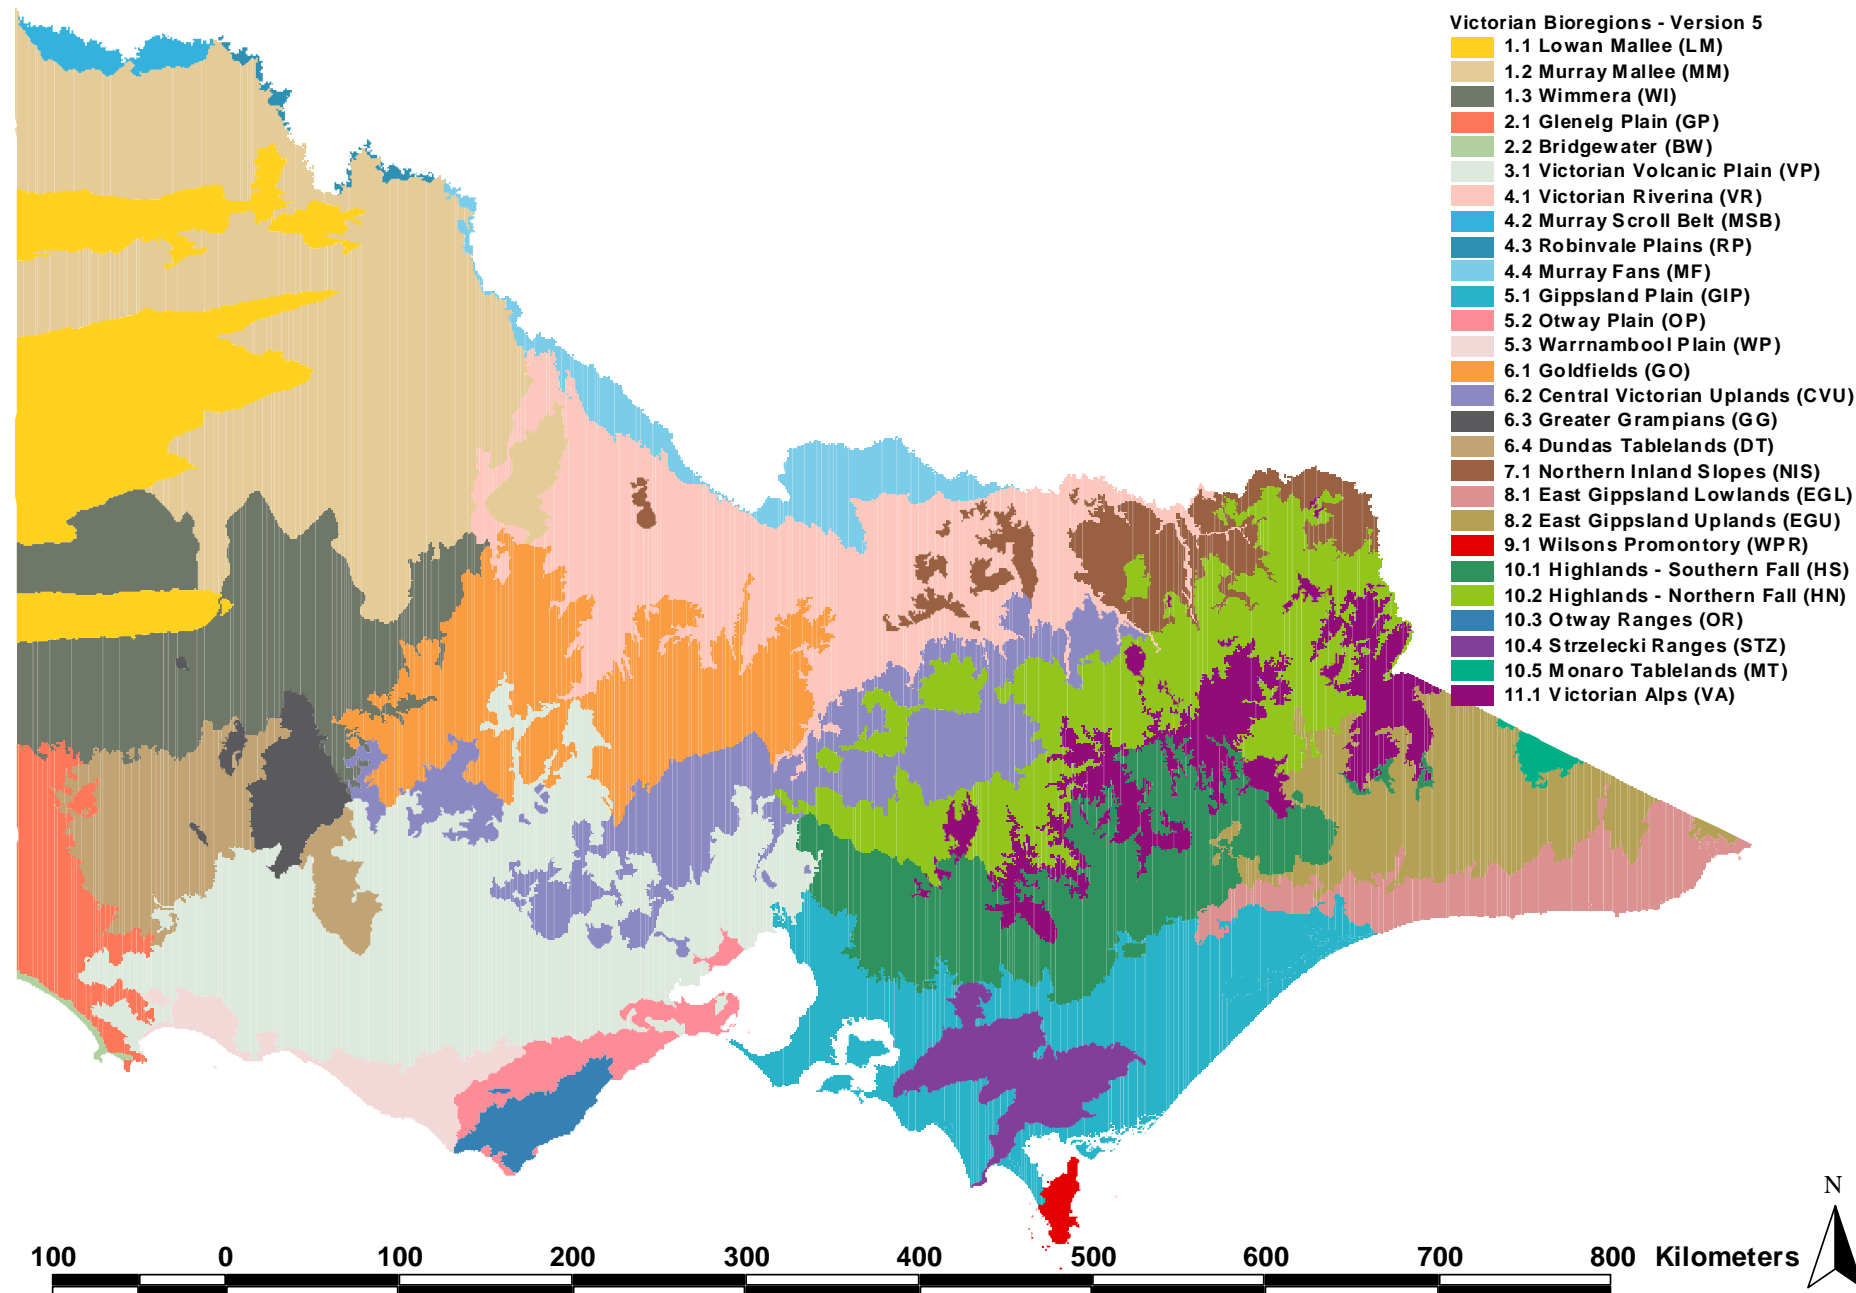 Victorian Bioregions - Version 5
1.1 Lowan Mallee (LM)
1.2 Murray Mallee (MM)
1.3 Wimmera (WI)
2.1 Glenelg Plain (GP)
2.2 Bridgewater (BW)
3.1 Victorian Volcanic Plain (VP)
4.1 Victorian Riverina (VR)
4.2 Murray Scroll Belt (MSB)
4.3 Robinvale Plains (RP)
4.4 Murray Fans (MF)
5.1 Gippsland Plain (GIP)
5.2 Otway Plain (OP)
5.3 Warrnambool Plain (WP)
6.1 Goldfields (GO)
6.2 Central Victorian Uplands (CVU)
6.3 Greater Grampians (GG)
6.4 Dundas Tablelands (DT)
7.1 Northern Inland Slopes (NIS)
8.1 East Gippsland Lowlands (EGL)
8.2 East Gippsland Uplands (EGU)
9.1 Wilsons Promontory (WPR)
10.1 Highlands - Southern Fall (HS)
10.2 Highlands - Northern Fall (HN)
10.3 Otway Ranges (OR)
10.4 Strzelecki Ranges (STZ)
10.5 Monaro Tablelands (MT)
11.1 Victorian Alps (VA)
N
100 0 100 200 300 400 500 600 700 800 Kilometers